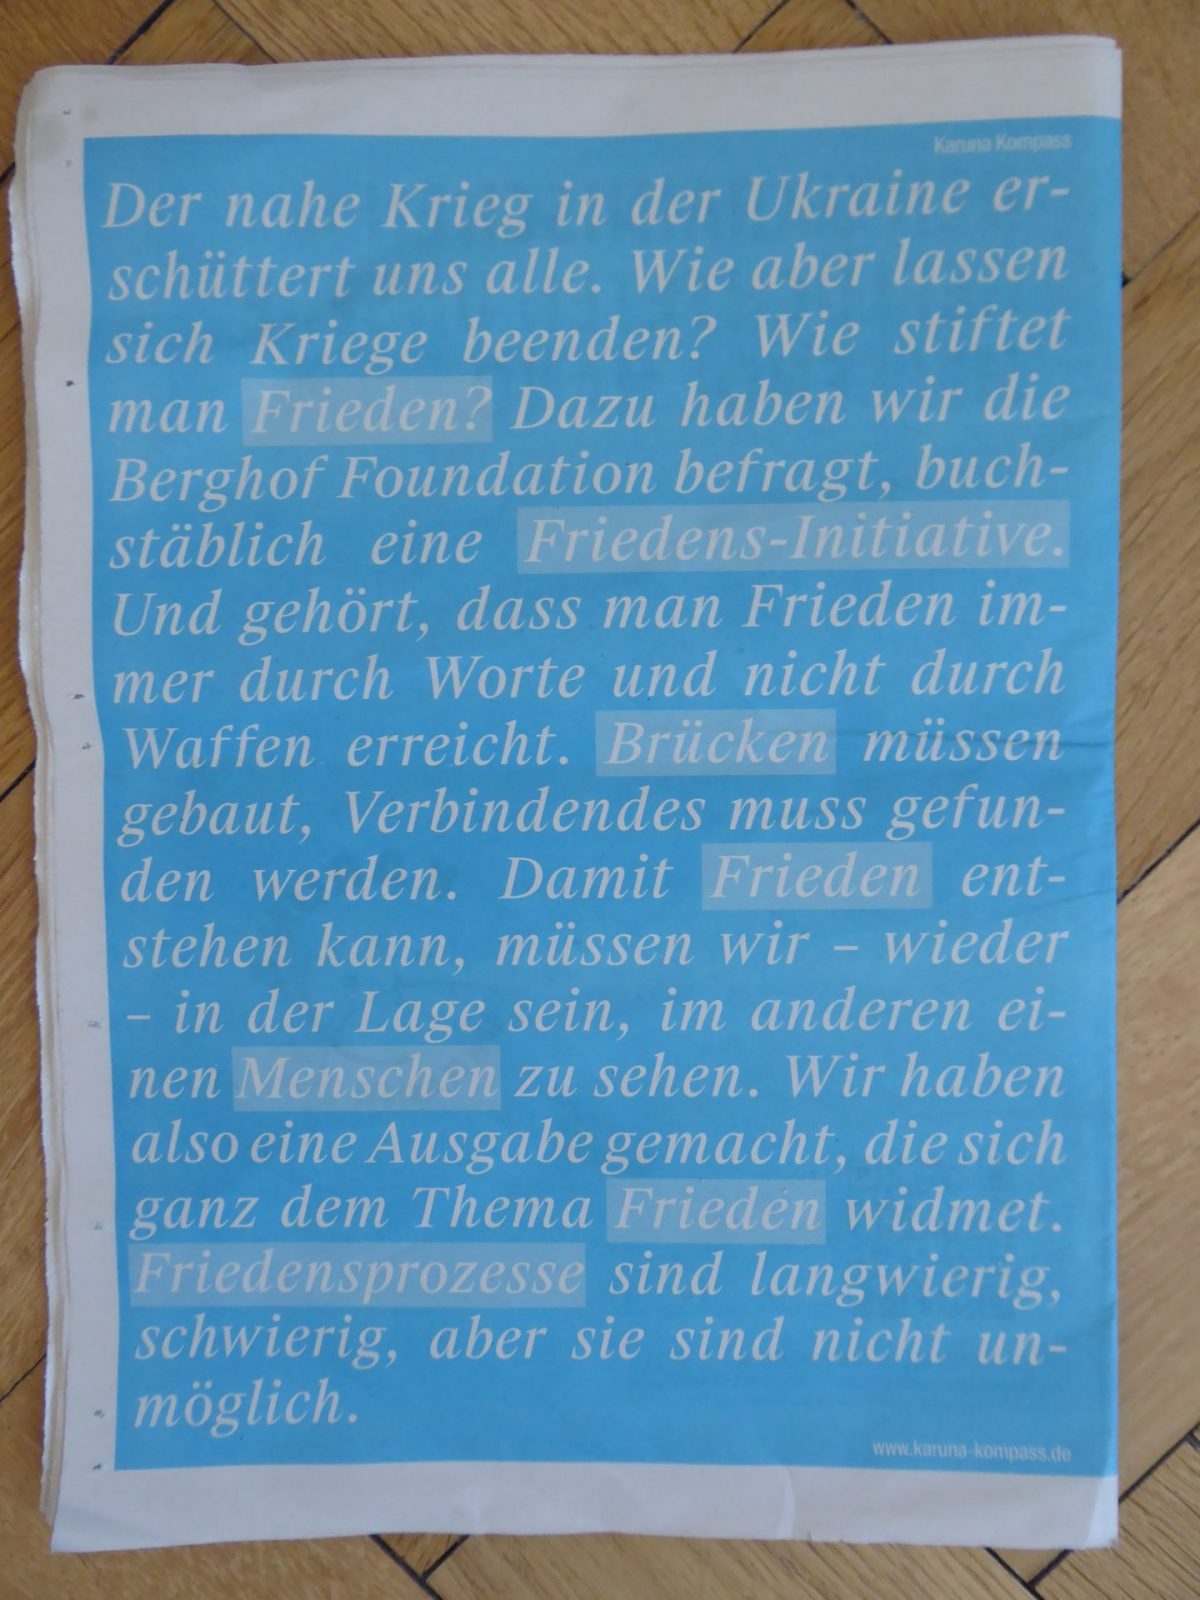 Karuna Kompass
Der nahe Krieg in der Ukraine er-
schüttert uns alle. Wie aber lassen
sich Kriege beenden? Wie stiftet
man Frieden? Dazu haben wir die
Berghof Foundation befragt, buch-
stäblich eine Friedens-Initiative.
Und gehört, dass man Frieden im-
mer durch Worte und nicht durch
Waffen erreicht. Brücken müssen
gebaut, Verbindendes muss gefun-
den werden. Damit Frieden ent-
stehen kann, müssen wir – wieder
– in der Lage sein, im anderen ei-
nen Menschen zu sehen. Wir haben
also eine Ausgabe gemacht, die sich
ganz dem Thema Frieden widmet.
Friedensprozesse sind langwierig,
schwierig, aber sie sind nicht un-
möglich.
www.karuna-kompass.de